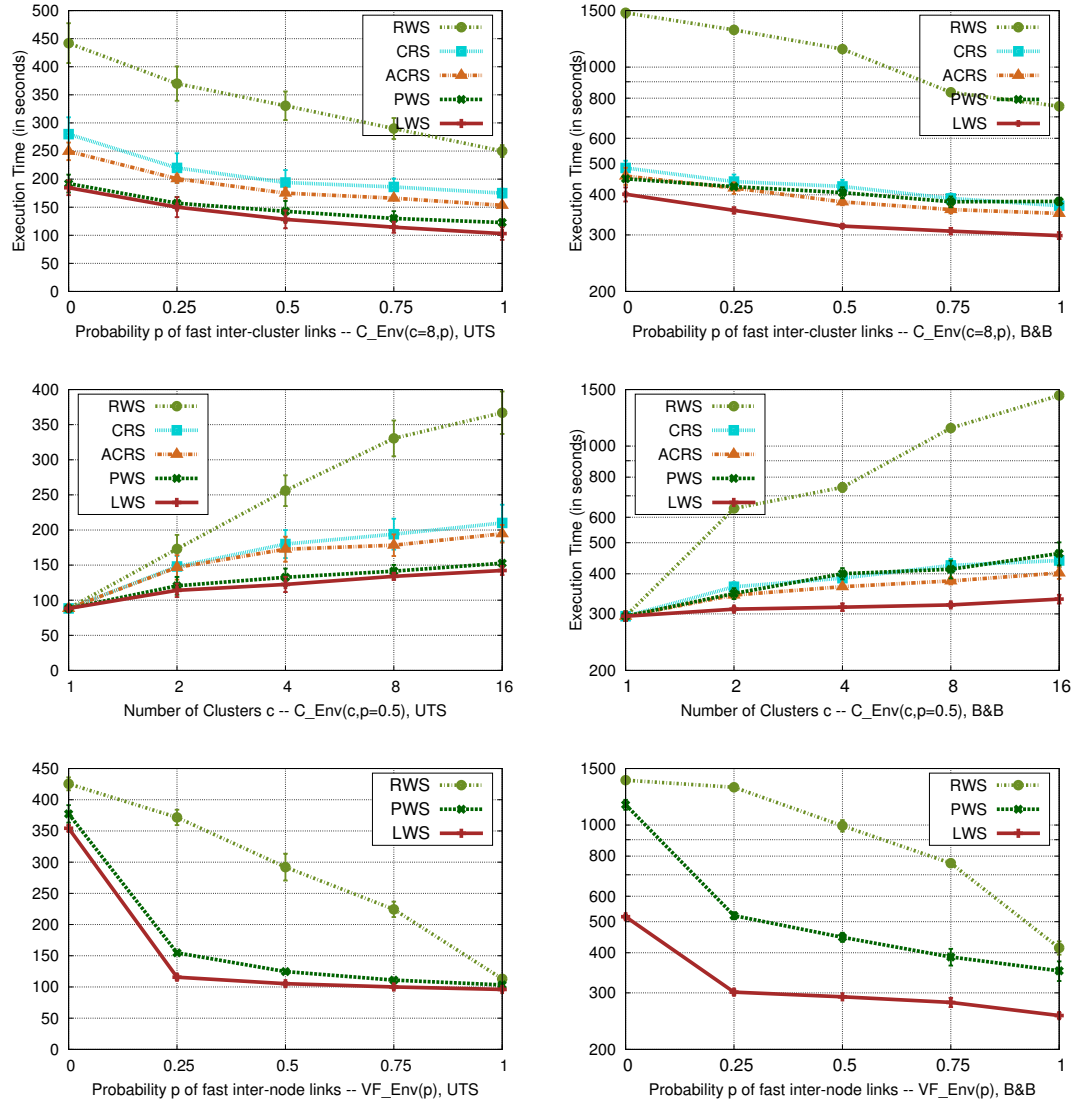 Execution Time (in seconds)
500
450
400
350
300
250
200
150
100
50
0
0
0.25
0.5
0.75
1
RWS
CRS
ACRS
PWS
LWS
Probability p of fast inter-cluster links -- C_Env(c=8,p), UTS
Execution Time (in seconds)
1500
1000
800
600
500
400
300
200
0
0.25
0.5
0.75
1
RWS
CRS
ACRS
PWS
LWS
Probability p of fast inter-cluster links -- C_Env(c=8,p), B&B
400
350
300
250
200
150
100
50
0
1
2
4
8
16
RWS
CRS
ACRS
PWS
LWS
Number of Clusters c -- C_Env(c,p=0.5), UTS
Execution Time (in seconds)
1500
1000
800
600
500
400
300
200
1
2
4
8
16
RWS
CRS
ACRS
PWS
LWS
Number of Clusters c -- C_Env(c,p=0.5), B&B
450
400
350
300
250
200
150
100
50
0
0
0.25
0.5
0.75
1
RWS
PWS
LWS
Probability p of fast inter-node links -- VF_Env(p), UTS
1500
1000
800
600
500
400
300
200
0
0.25
0.5
0.75
1
RWS
PWS
LWS
Probability p of fast inter-node links -- VF_Env(p), B&B